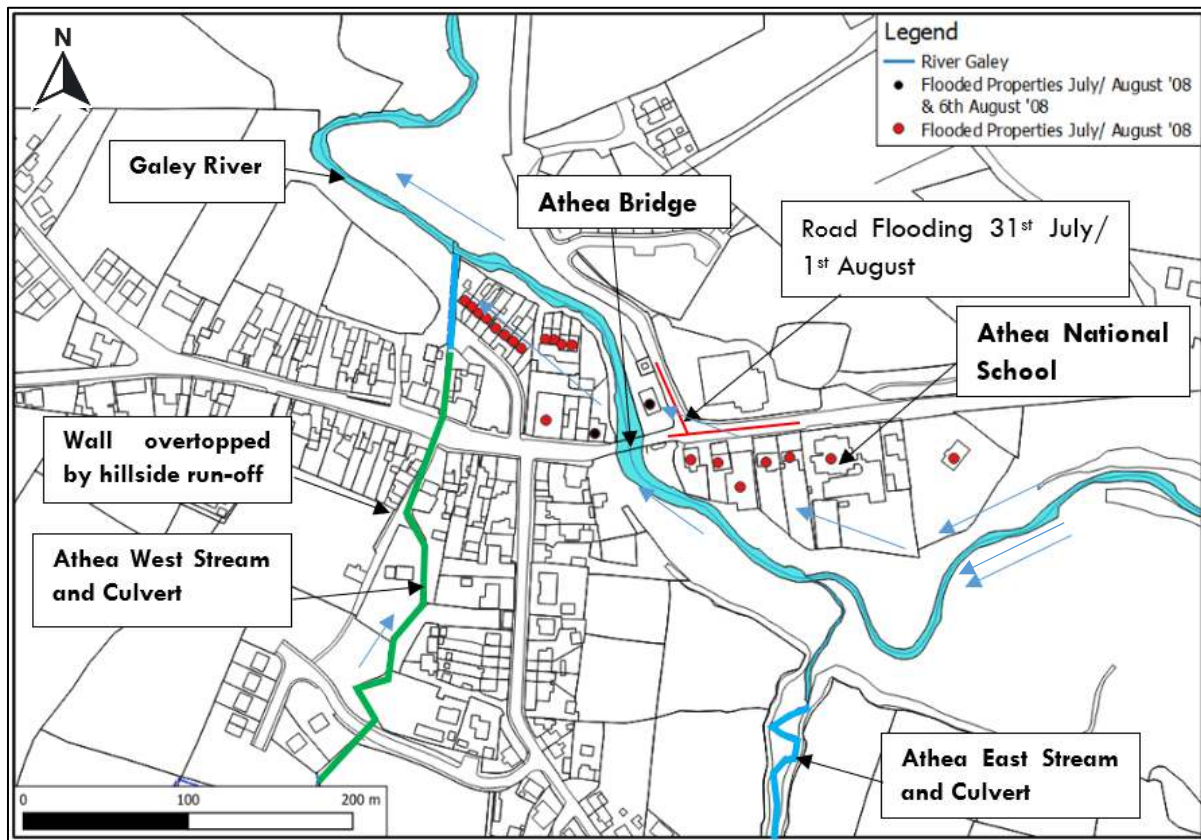 N
Legend
River Galey
Flooded Properties July/ August '08
& 6th August '08
Flooded Properties July/ August '08
Galey River
Athea Bridge
Road Flooding 31st July/
1st August
Athea National
School
Wall overtopped
by hillside run-off
Athea West Stream
and Culvert
Athea East Stream
and Culvert
0 100 200 m